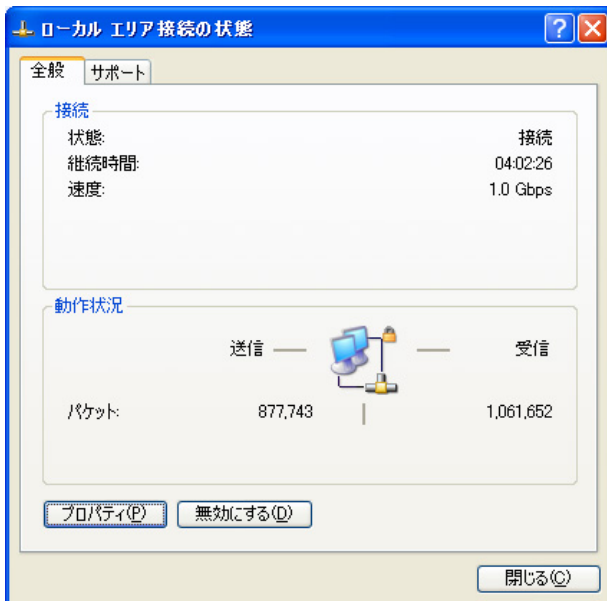 ローカル エリア接続の状態
全般 サポート
接続
状態: 接続
継続時間: 04:02:26
速度: 1.0 Gbps
動作状況
送信 受信
パケット: 877,743 1,061,652
プロパティ(P) 無効にする(D)
閉じる(C)